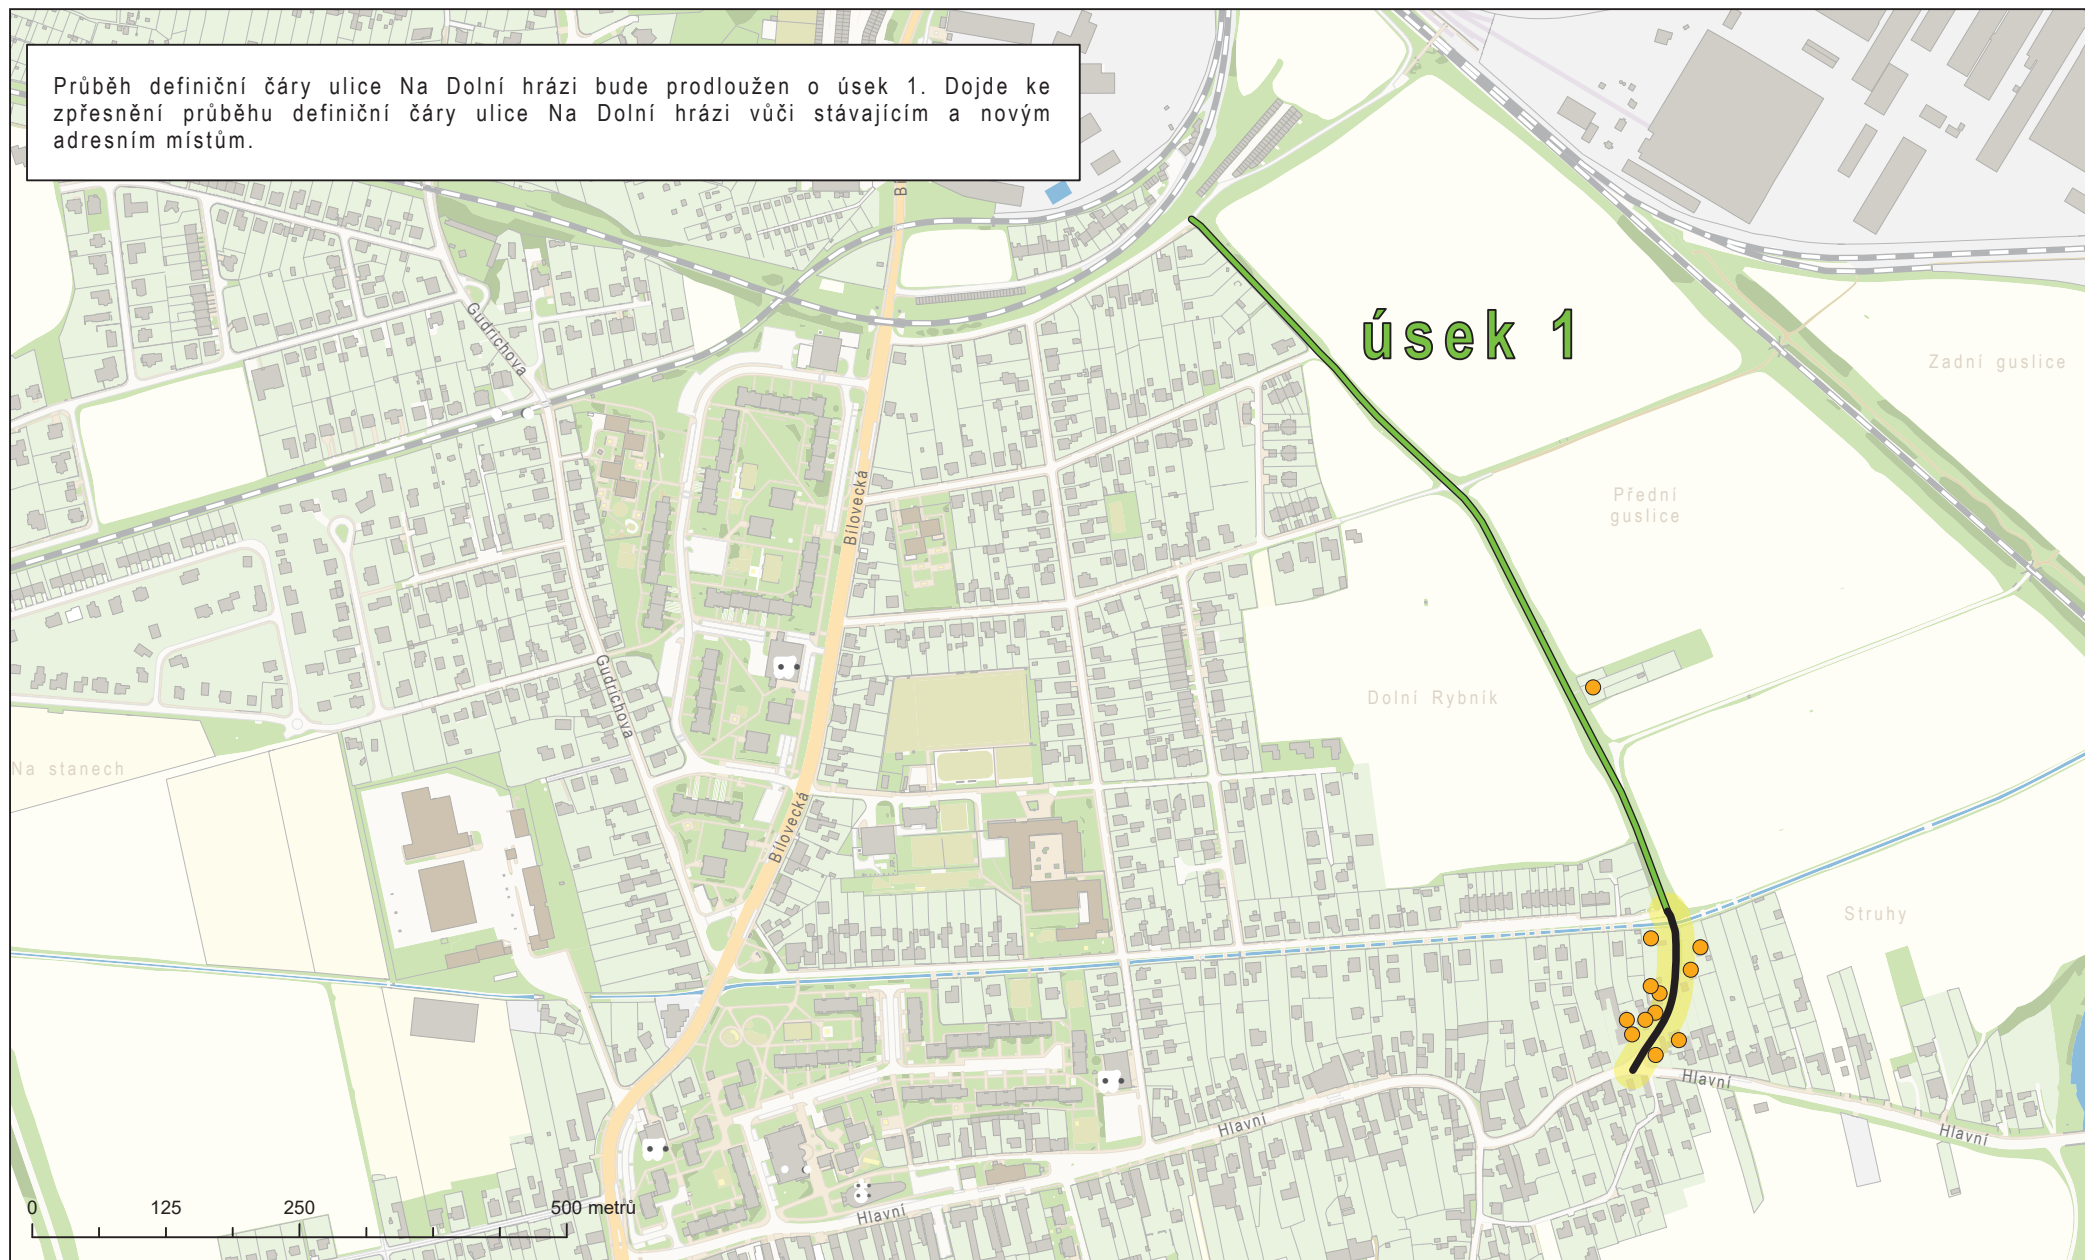 Průběh definiční čáry ulice Na Dolní hrázi bude prodloužen o úsek 1. Dojde ke
zpřesnění průběhu definiční čáry ulice Na Dolní hrázi vůči stávajícím a novým
adresním místům.
úsek 1
Gudrichova
Zadní guslice
Bílovecká
Přední
guslice
Gudrichova
Dolní Rybník
Na stanech
Bílovecká
Struhy
Hlavní
Hlavní
Hlavní
Hlavní
0 125 250 500 metrů